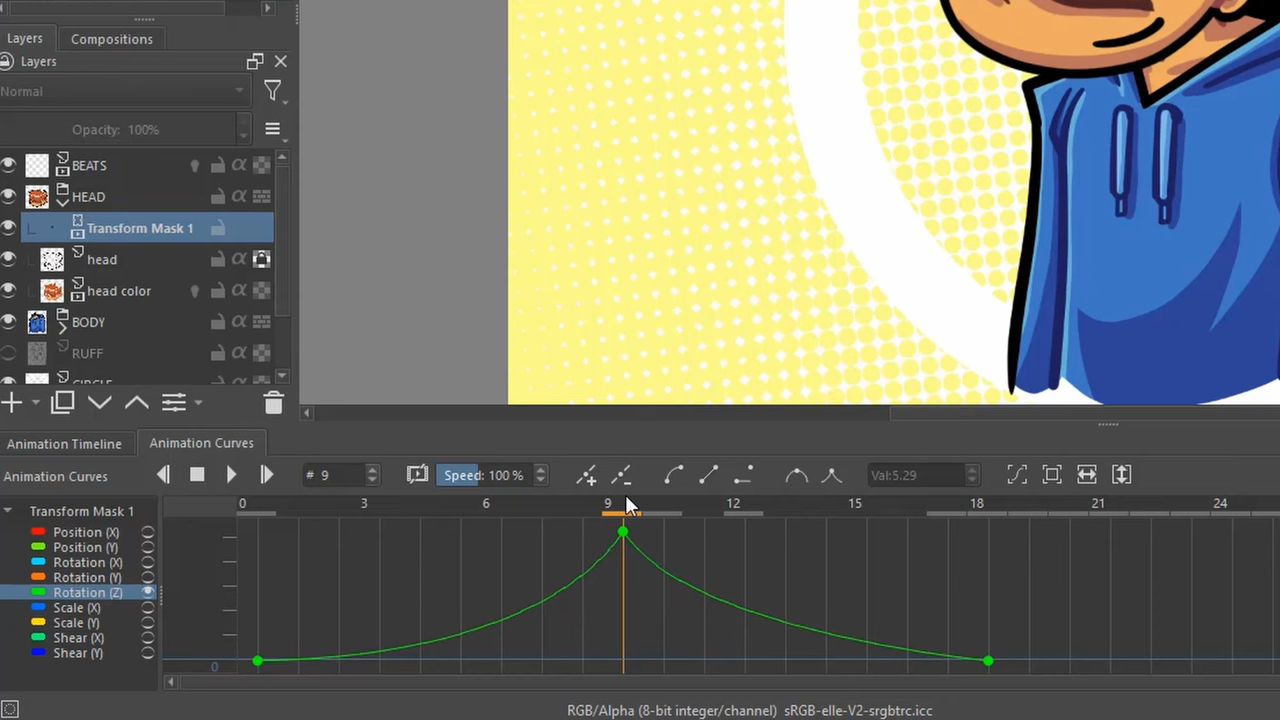 Layers Compositions
Layers
Normal
Opacity: 100%
BEATS
HEAD
Transform Mask 1
head
head color
BODY
RUFF
CIRCLE
Animation Timeline Animation Curves
Animation Curves # 9 Speed: 100 % Val:5.29
0 3 6 9 12 15 18 21 24
Transform Mask 1
Position (X)
Position (Y)
Rotation (X)
Rotation (Y)
Rotation (Z)
Scale (X)
Scale (Y)
Shear (X)
Shear (Y)
0
RGB/Alpha (8-bit integer/channel) sRGB-elle-V2-srgbtrc.icc